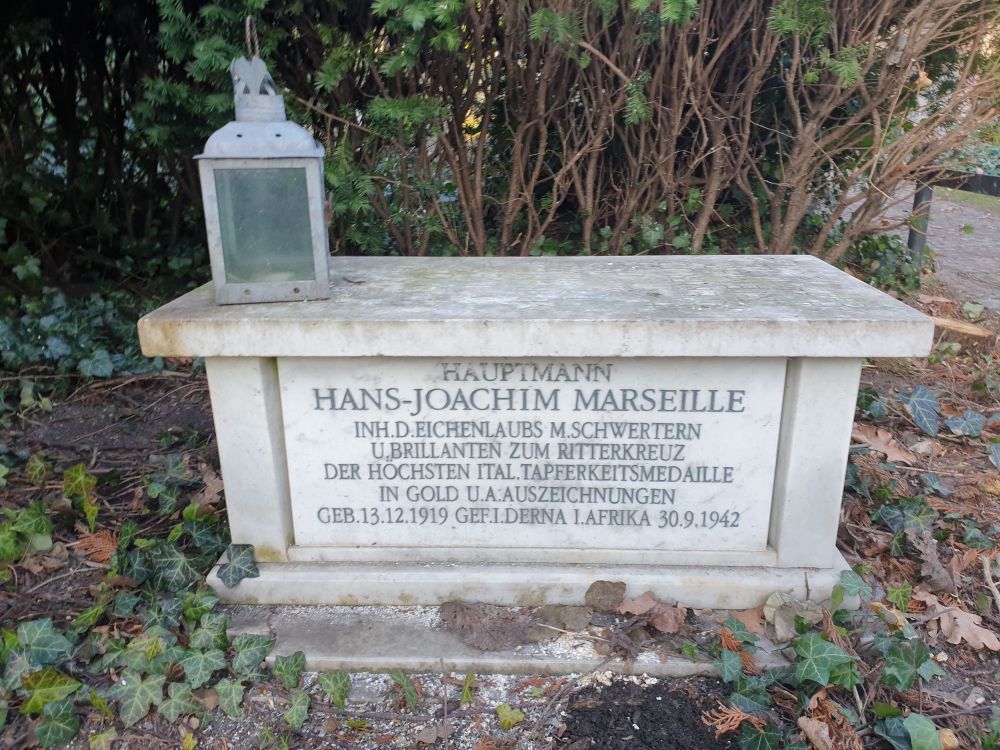 HAUPTMANN
HANS-JOACHIM MARSEILLE
INH.D.EICHENLAUBS M.SCHWERTERN
U.BRILLANTEN ZUM RITTERKREUZ
DER HÖCHSTEN ITAL.TAPFERKEITSMEDAILLE
IN GOLD U.A.AUSZEICHNUNGEN
GEB.13.12.1919 GEF.I.DERNA I.AFRIKA 30.9.1942